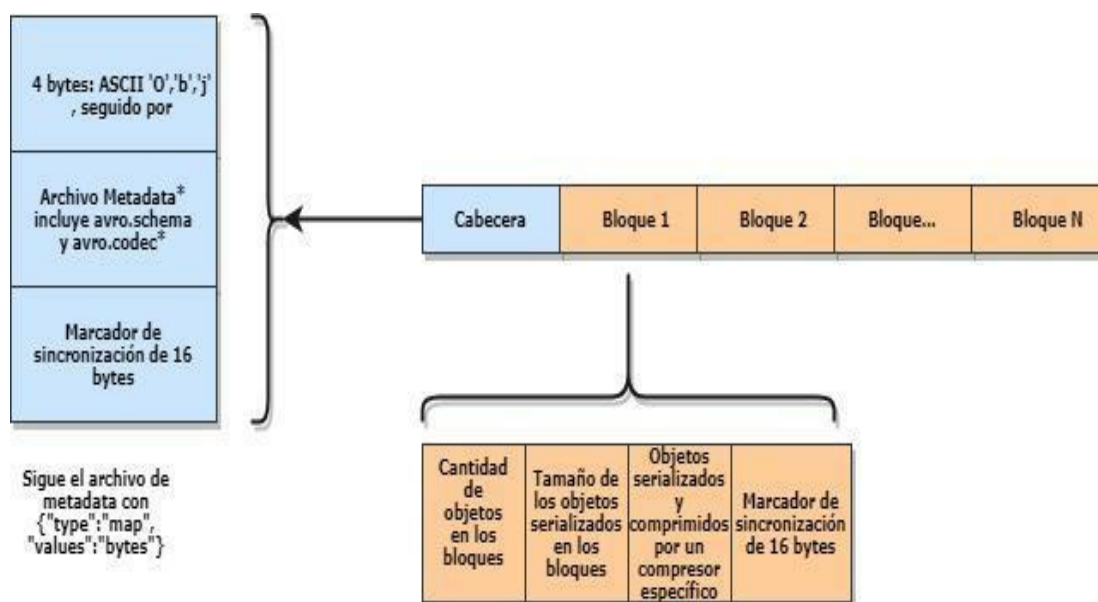 4 bytes: ASCII 'O','b','j'
, seguido por
Archivo Metadata*
incluye avro.schema
y avro.codec*
Marcador de
sincronización de 16
bytes
Sigue el archivo de
metadata con
{"type":"map",
"values":"bytes"}
Cabecera
Bloque 1
Bloque 2
Bloque...
Bloque N
Cantidad
de
objetos
en los
bloques
Tamaño de
los objetos
serializados
en los
bloques
Objetos
serializados
y
comprimidos
por un
compresor
específico
Marcador de
sincronización
de 16 bytes